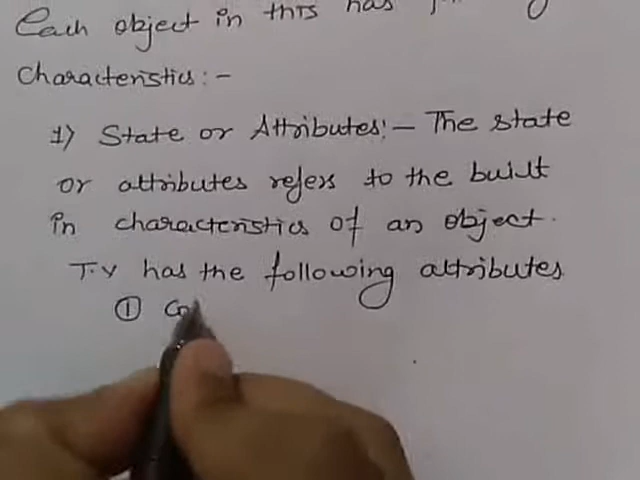 Each object in this has
Characteristics:-
1) State or Attributes:- The state
or attributes refers to the built
in characteristics of an object.
T.V has the following attributes
① Co